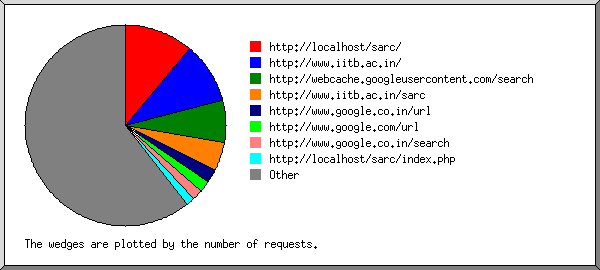 http://localhost/sarc/
http://www.iitb.ac.in/
http://webcache.googleusercontent.com/search
http://www.iitb.ac.in/sarc
http://www.google.co.in/url
http://www.google.com/url
http://www.google.co.in/search
http://localhost/sarc/index.php
Other
The wedges are plotted by the number of requests.